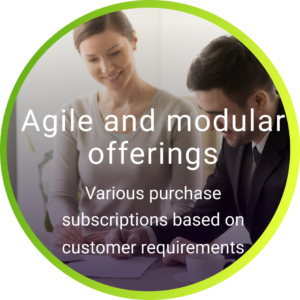 Agile and modular
offerings
Various purchase
subscriptions based on
customer requirements